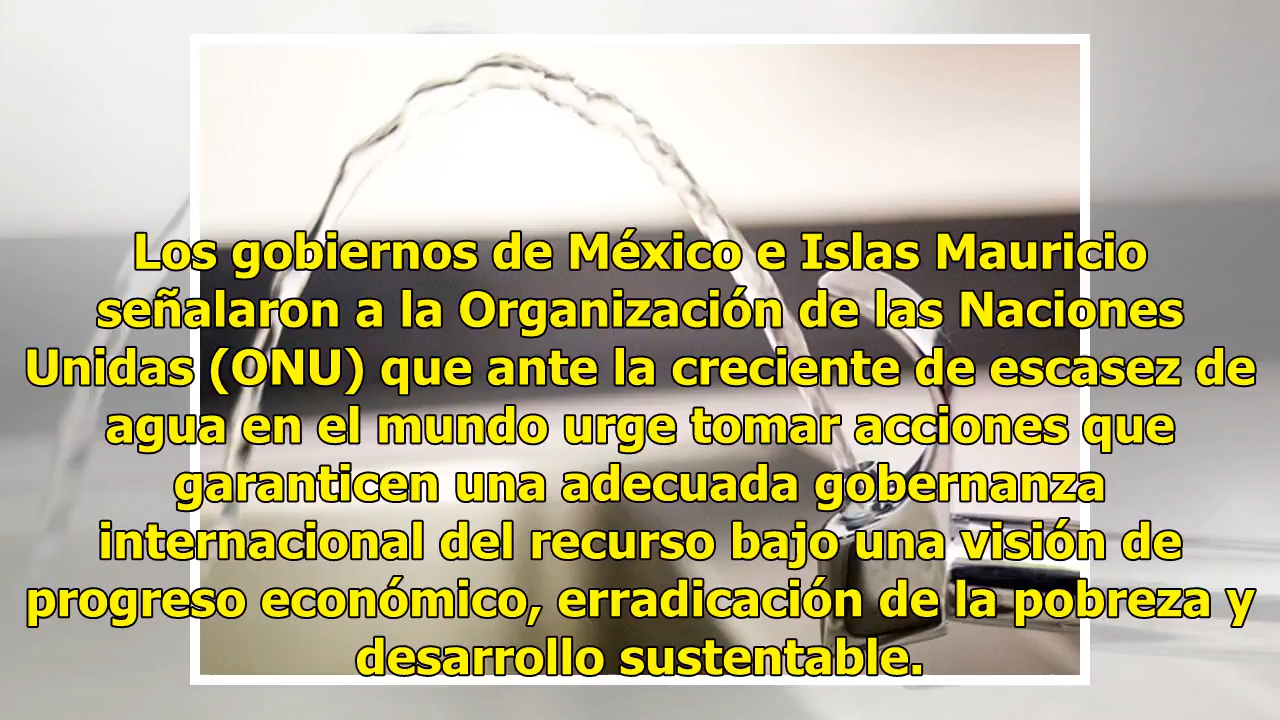 Los gobiernos de México e Islas Mauricio
señalaron a la Organización de las Naciones
Unidas (ONU) que ante la creciente de escasez de
agua en el mundo urge tomar acciones que
garanticen una adecuada gobernanza
internacional del recurso bajo una visión de
progreso económico, erradicación de la pobreza y
desarrollo sustentable.